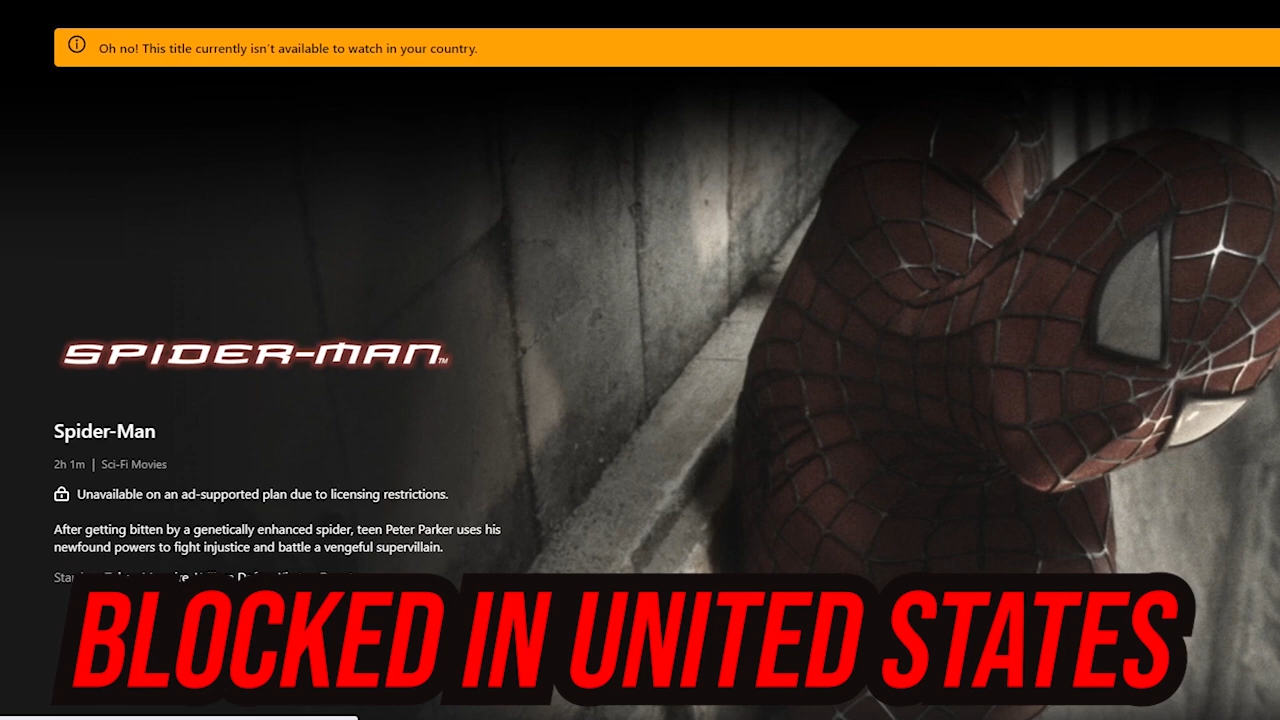 Oh no! This title currently isn't available to watch in your country.
SPIDER-MAN™
Spider-Man
2h 1m | Sci-Fi Movies
Unavailable on an ad-supported plan due to licensing restrictions.
After getting bitten by a genetically enhanced spider, teen Peter Parker uses his
newfound powers to fight injustice and battle a vengeful supervillain.
BLOCKED IN UNITED STATES